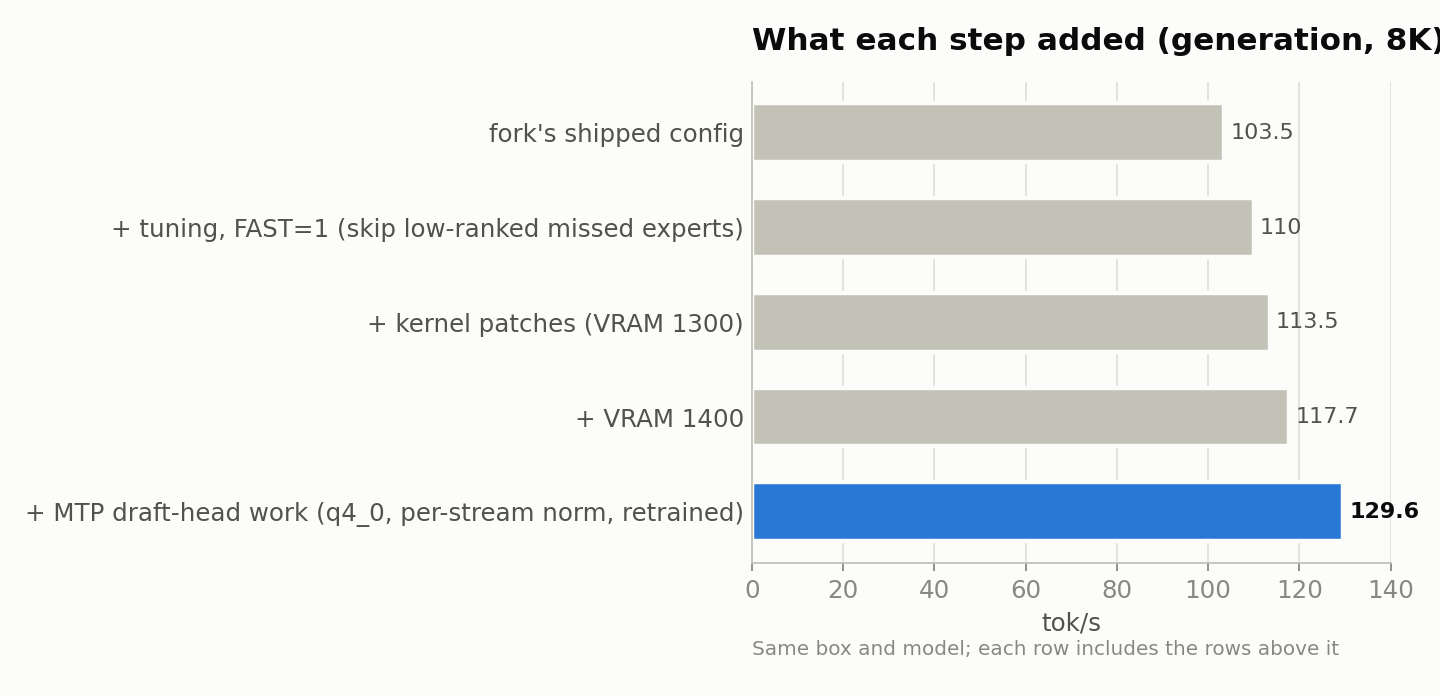 What each step added (generation, 8K)
fork's shipped config
103.5
+ tuning, FAST=1 (skip low-ranked missed experts)
110
+ kernel patches (VRAM 1300)
113.5
+ VRAM 1400
117.7
+ MTP draft-head work (q4_0, per-stream norm, retrained)
129.6
0 20 40 60 80 100 120 140
tok/s
Same box and model; each row includes the rows above it